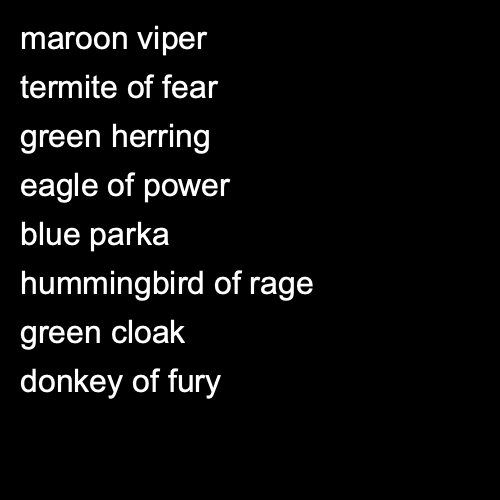 maroon viper
termite of fear
green herring
eagle of power
blue parka
hummingbird of rage
green cloak
donkey of fury